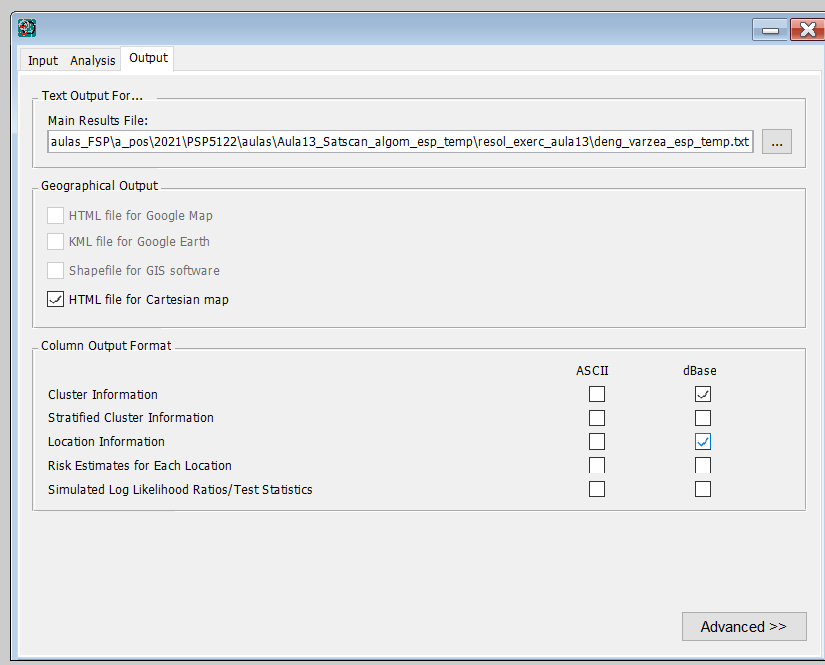 Input Analysis Output
Text Output For...
Main Results File:
aulas_FSP\a_pos\2021\PSP5122\aulas\Aula13_Satscan_algom_esp_temp\resol_exerc_aula13\deng_varzea_esp_temp.txt ...
Geographical Output
HTML file for Google Map
KML file for Google Earth
Shapefile for GIS software
HTML file for Cartesian map
Column Output Format
ASCII dBase
Cluster Information
Stratified Cluster Information
Location Information
Risk Estimates for Each Location
Simulated Log Likelihood Ratios/Test Statistics
Advanced >>